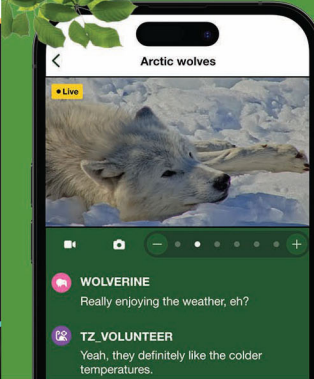 Arctic wolves
Live
WOLVERINE
Really enjoying the weather, eh?
TZ_VOLUNTEER
Yeah, they definitely like the colder
temperatures.